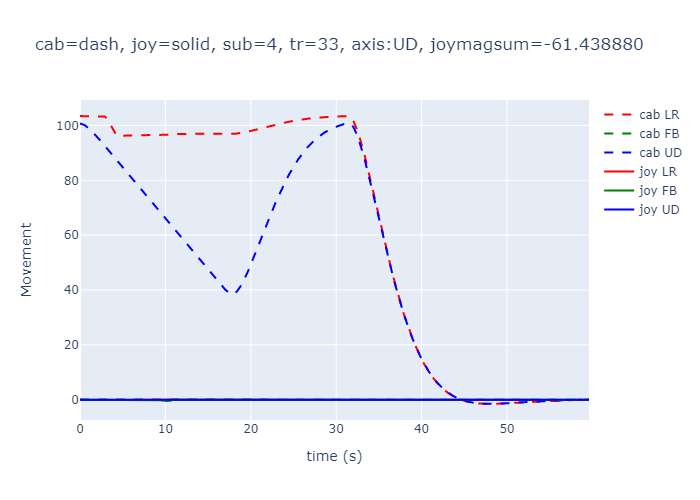 cab=dash, joy=solid, sub=4, tr=33, axis:UD, joymagsum=-61.438880
cab LR
cab FB
cab UD
joy LR
joy FB
joy UD
Movement
100
80
60
40
20
0
0 10 20 30 40 50
time (s)